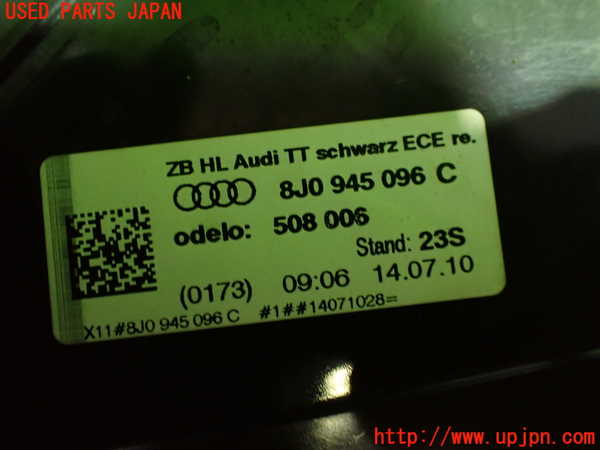 USED PARTS JAPAN
ZB HL Audi TT schwarz ECE re.
8J0 945 096 C
odelo: 508 006
Stand: 23S
(0173) 09:06 14.07.10
X11#8J0 945 096 C #1##14071028=
http://www.upjpn.com